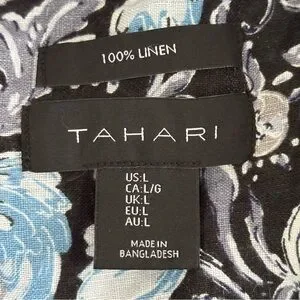 100% LINEN
TAHARI
US:L
CA:L/G
UK:L
EU:L
AU:L
MADE IN
BANGLADESH